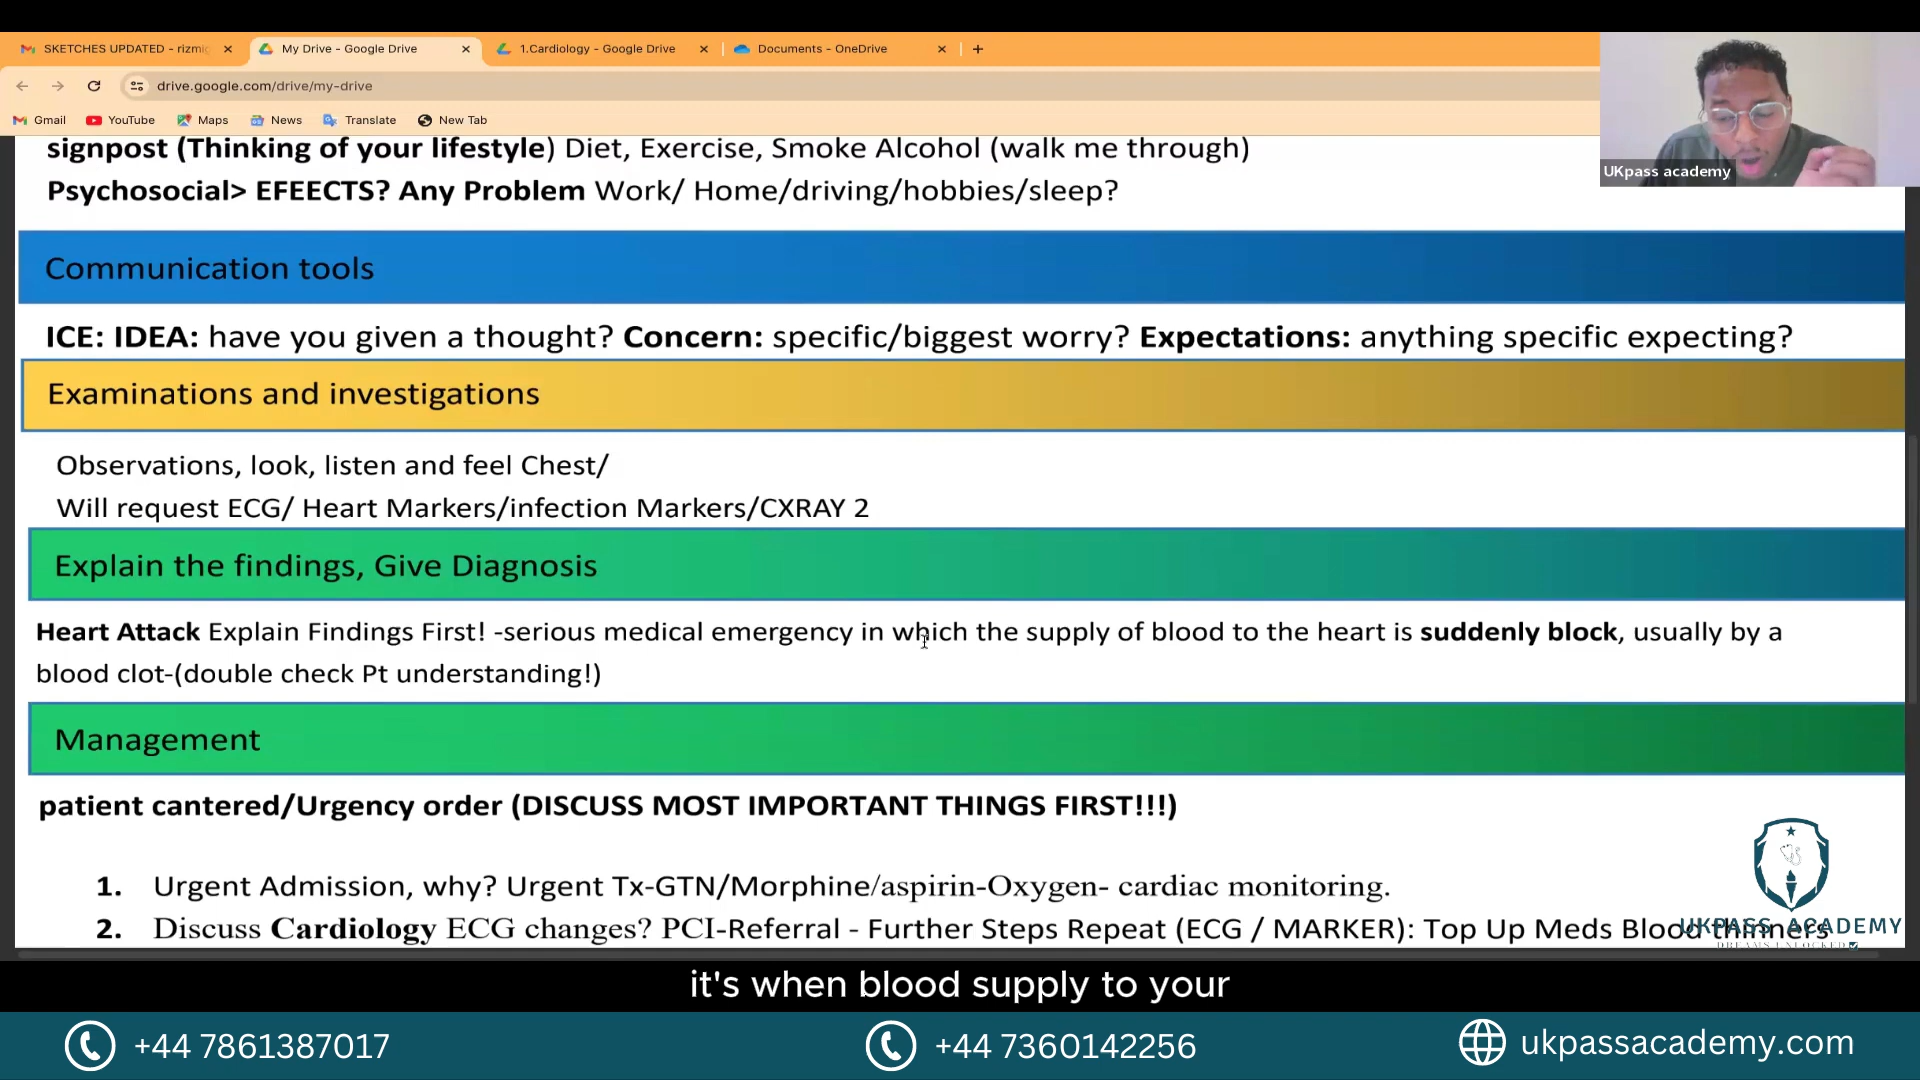 SKETCHES UPDATED - rizmi
My Drive - Google Drive
1.Cardiology - Google Drive
Documents - OneDrive
drive.google.com/drive/my-drive
Gmail
YouTube
Maps
News
Translate
New Tab
UKpass academy
signpost (Thinking of your lifestyle) Diet, Exercise, Smoke Alcohol (walk me through)
Psychosocial> EFEECTS? Any Problem Work/ Home/driving/hobbies/sleep?
Communication tools
ICE: IDEA: have you given a thought? Concern: specific/biggest worry? Expectations: anything specific expecting?
Examinations and investigations
Observations, look, listen and feel Chest/
Will request ECG/ Heart Markers/infection Markers/CXRAY 2
Explain the findings, Give Diagnosis
Heart Attack Explain Findings First! -serious medical emergency in which the supply of blood to the heart is suddenly block, usually by a
blood clot-(double check Pt understanding!)
Management
patient cantered/Urgency order (DISCUSS MOST IMPORTANT THINGS FIRST!!!)
1. Urgent Admission, why? Urgent Tx-GTN/Morphine/aspirin-Oxygen- cardiac monitoring.
2. Discuss Cardiology ECG changes? PCI-Referral - Further Steps Repeat (ECG / MARKER): Top Up Meds Blood thinners
UKPASS ACADEMY
DREAMS UNLOCKED
it's when blood supply to your
+44 7861387017
+44 7360142256
ukpassacademy.com